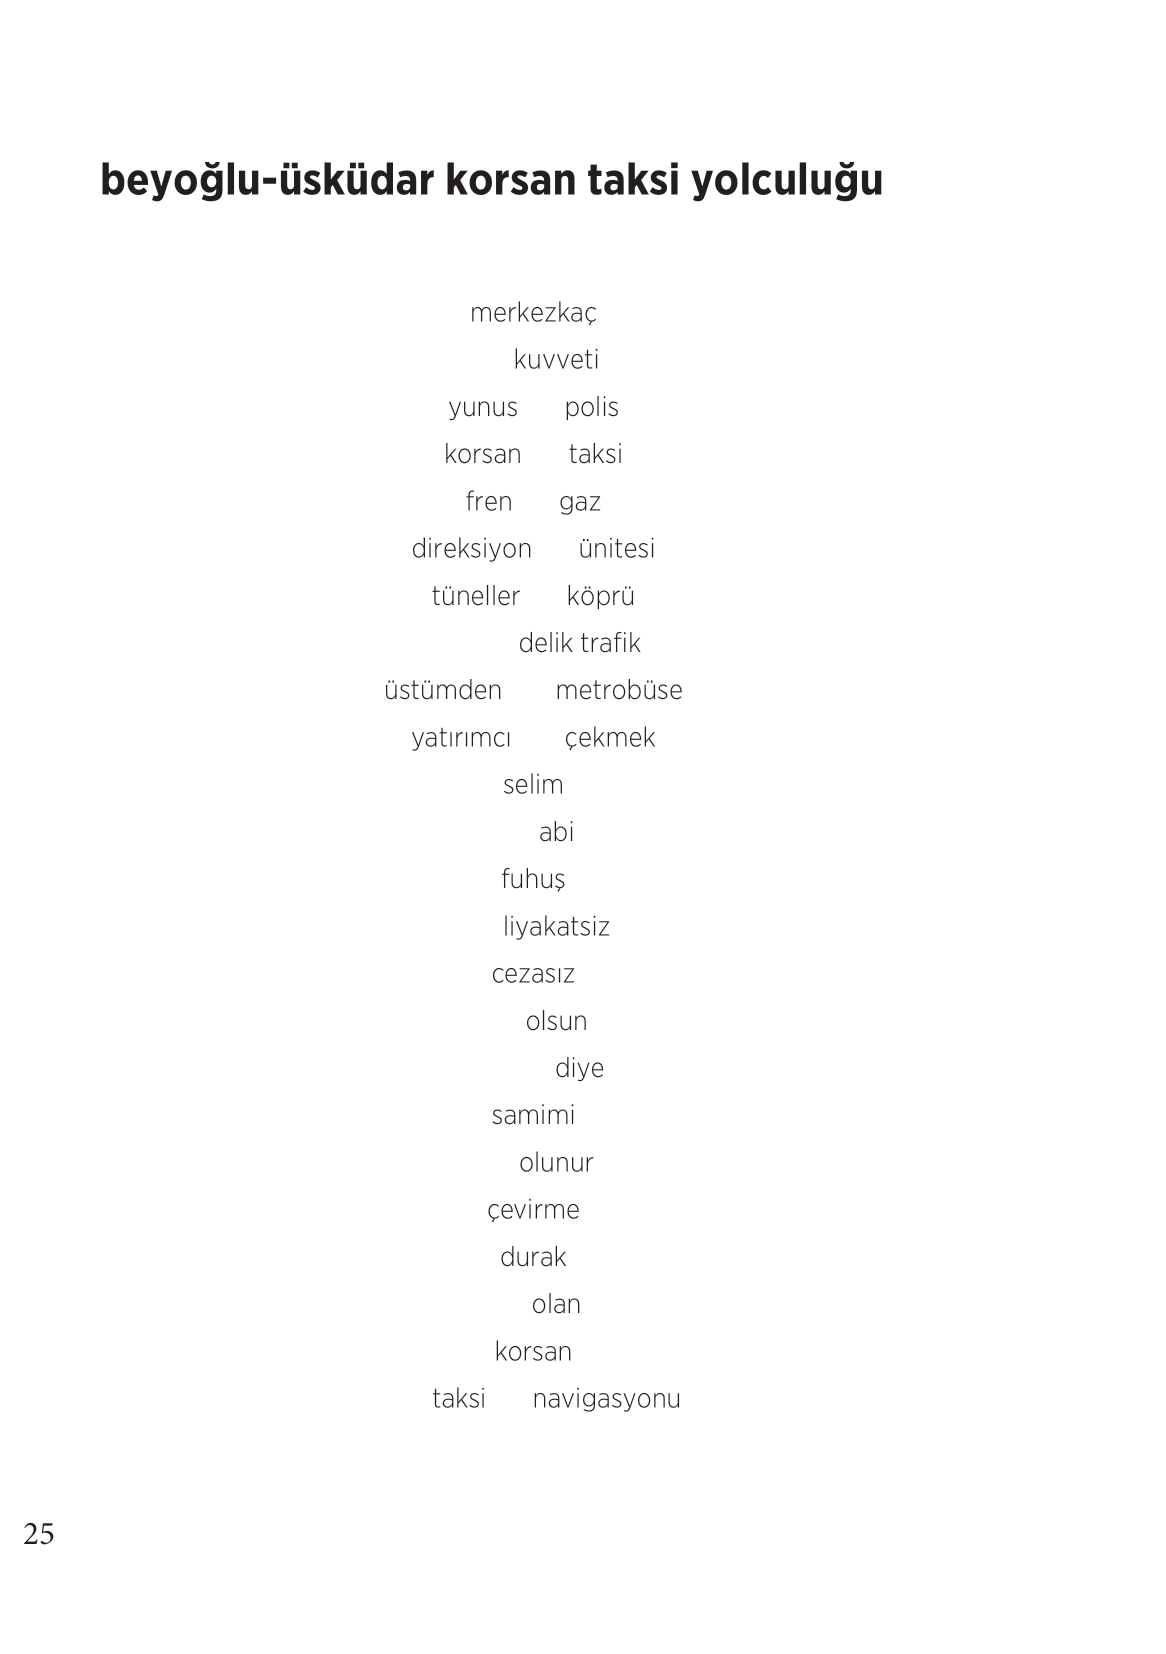 beyoğlu-üsküdar korsan taksi yolculuğu
merkezkaç
kuvveti
yunus polis
korsan taksi
fren gaz
direksiyon ünitesi
tüneller köprü
delik trafik
üstümden metrobüse
yatırımcı çekmek
selim
abi
fuhuş
liyakatsiz
cezasız
olsun
diye
samimi
olunur
çevirme
durak
olan
korsan
taksi navigasyonu
25